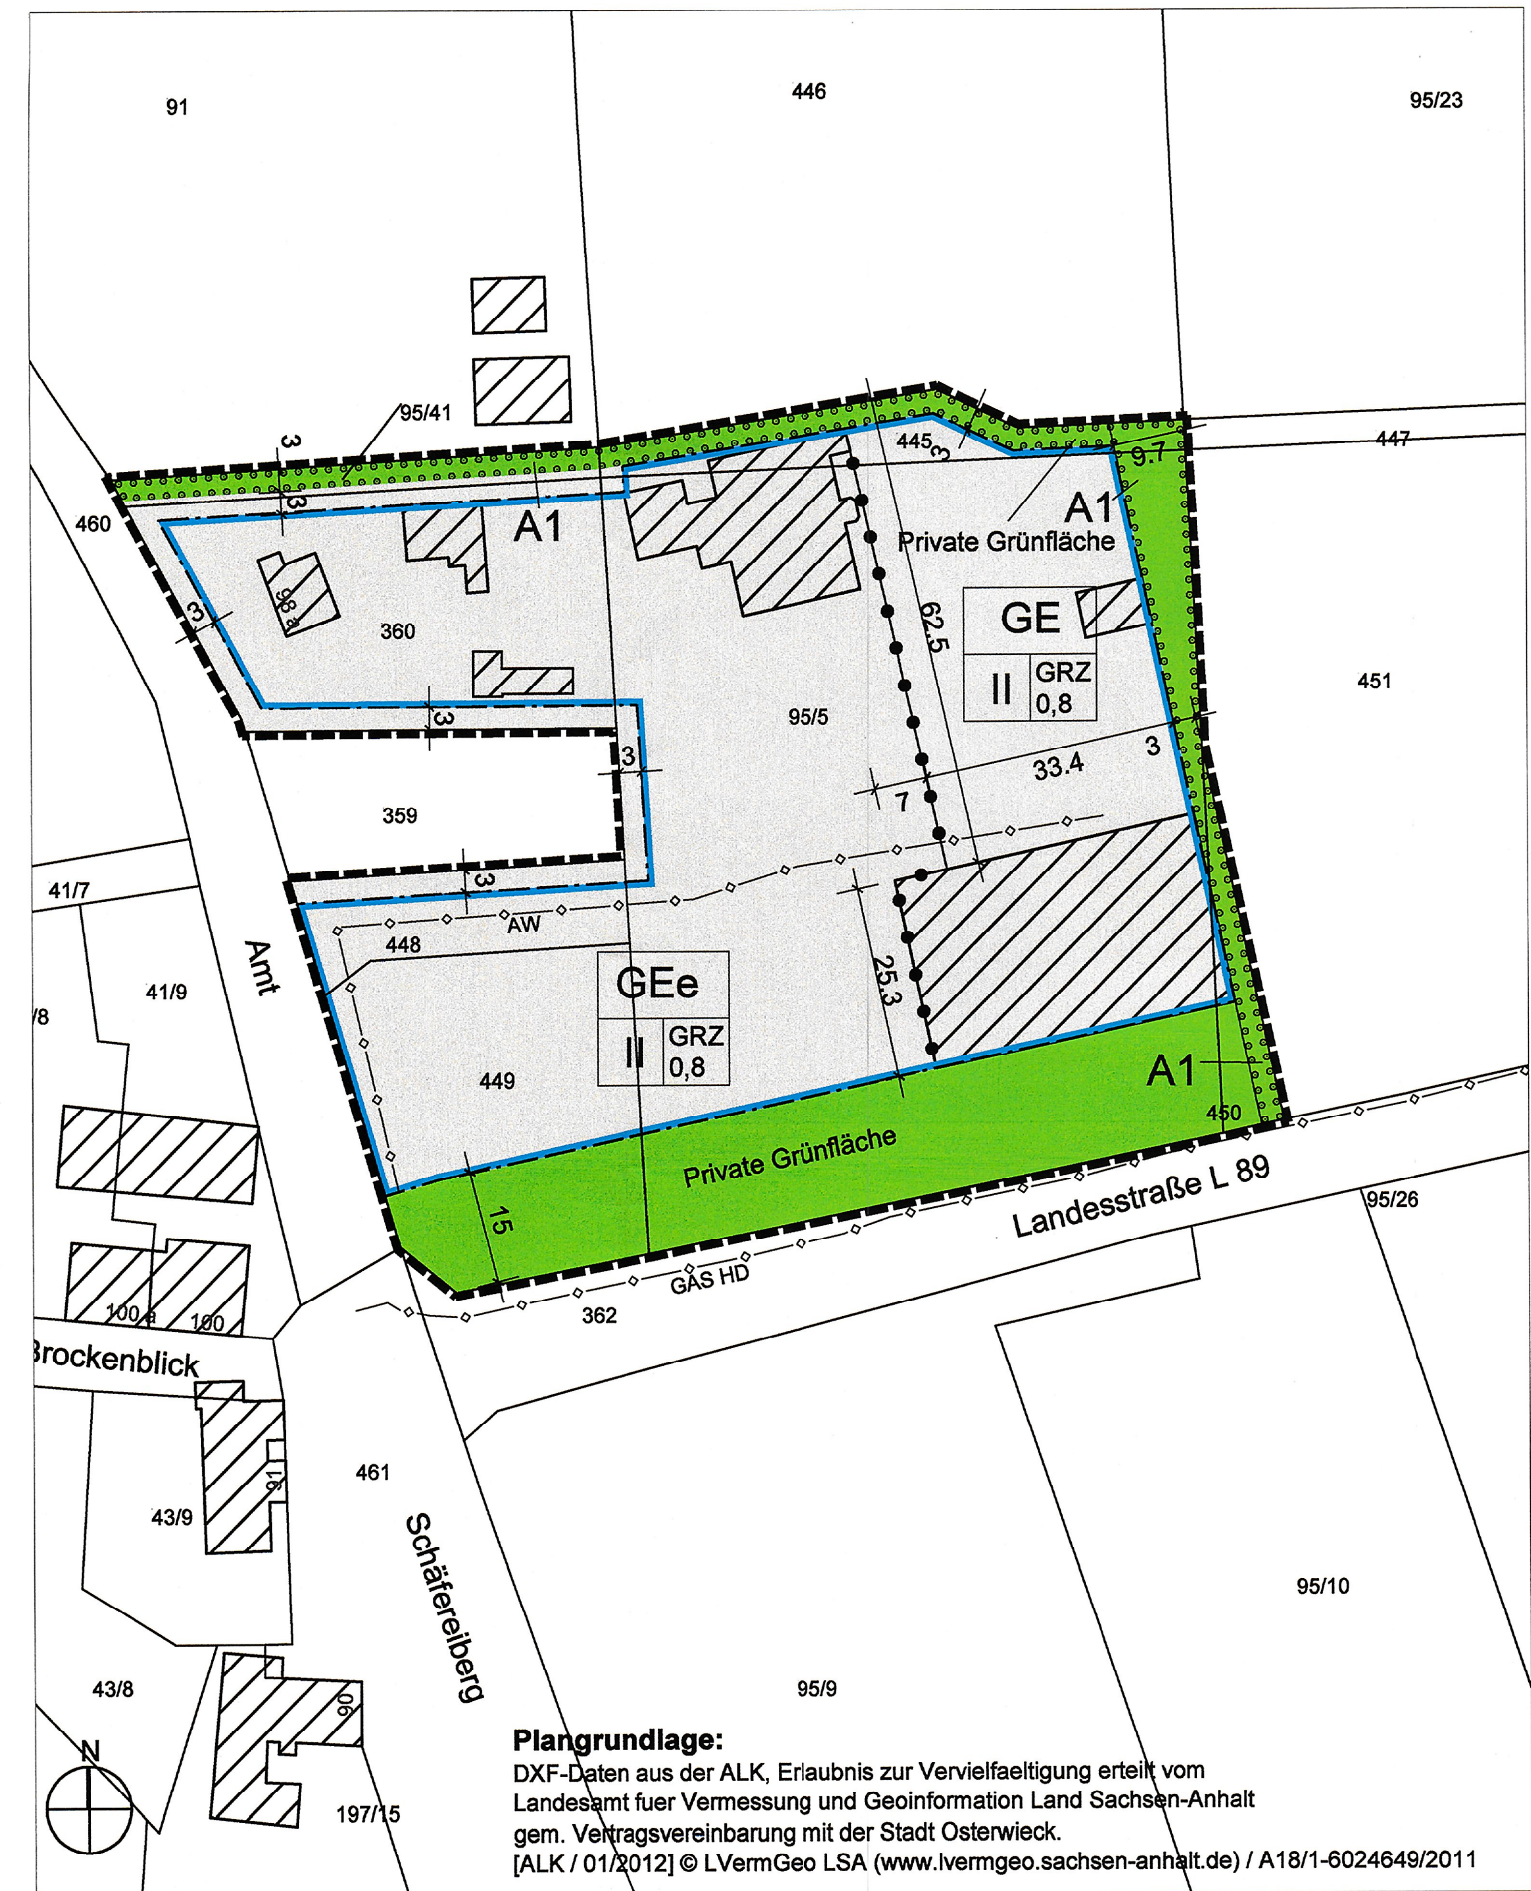 91
446
95/23
95/41
3
445
3
9.7
447
3
460
A1
A1
Private Grünfläche
98 a
3
360
62.5
GE
II
GRZ
0,8
451
3
95/5
3
3
33.4
7
359
3
41/7
AW
448
Amt
41/9
/8
25.3
GEe
II
GRZ
0,8
449
A1
450
Private Grünfläche
15
Landesstraße L 89
95/26
GAS HD
362
100 a
100
Brockenblick
461
91
43/9
Schäfereiberg
95/10
43/8
90
95/9
N
197/15
Plangrundlage:
DXF-Daten aus der ALK, Erlaubnis zur Vervielfaeltigung erteilt vom
Landesamt fuer Vermessung und Geoinformation Land Sachsen-Anhalt
gem. Vertragsvereinbarung mit der Stadt Osterwieck.
[ALK / 01/2012] © LVermGeo LSA (www.lvermgeo.sachsen-anhalt.de) / A18/1-6024649/2011